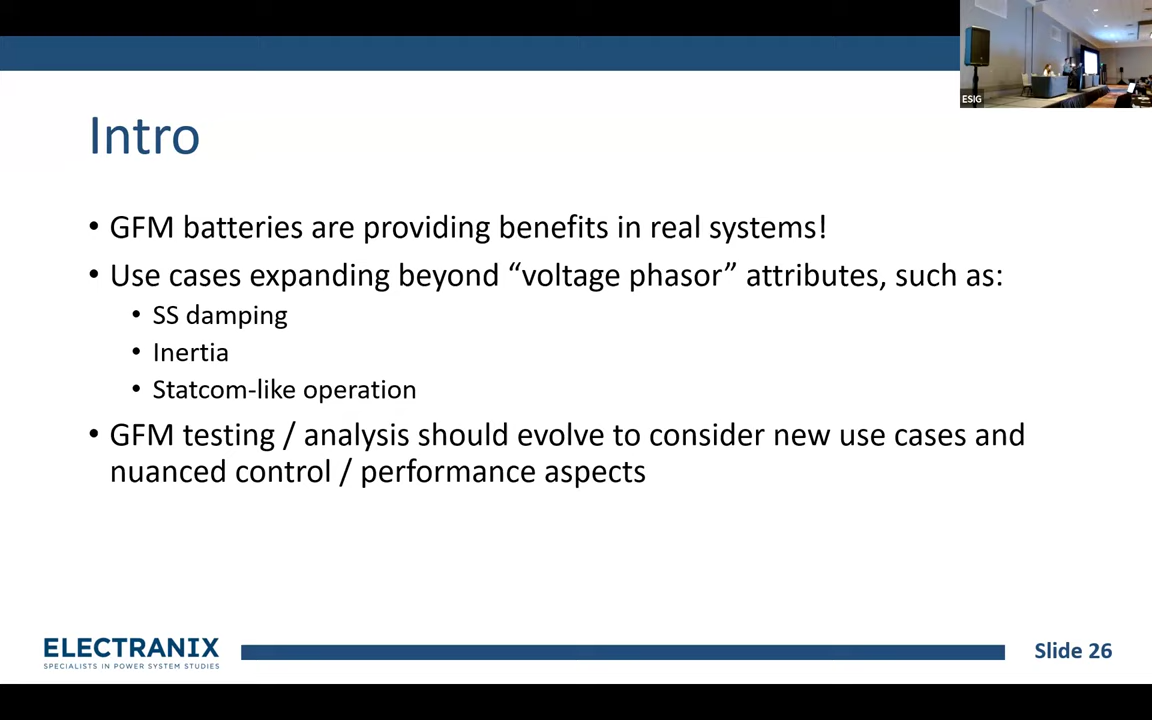 ESIG
Intro
• GFM batteries are providing benefits in real systems!
• Use cases expanding beyond “voltage phasor” attributes, such as:
• SS damping
• Inertia
• Statcom-like operation
• GFM testing / analysis should evolve to consider new use cases and
nuanced control / performance aspects
ELECTRANIX
SPECIALISTS IN POWER SYSTEM STUDIES
Slide 26